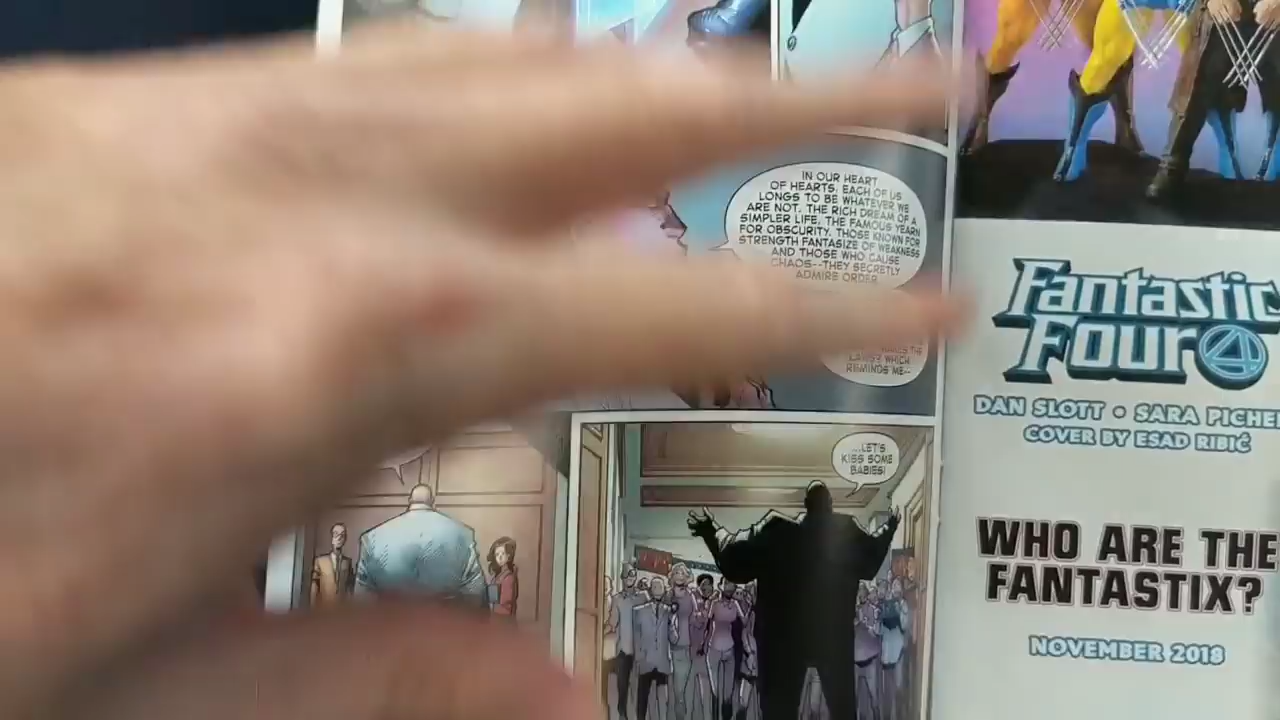 IN OUR HEART
OF HEARTS, EACH OF US
LONGS TO BE WHATEVER WE
ARE NOT. THE RICH DREAM OF A
SIMPLER LIFE. THE FAMOUS YEARN
FOR OBSCURITY. THOSE KNOWN FOR
STRENGTH FANTASIZE OF WEAKNESS
AND THOSE WHO CAUSE
CHAOS--THEY SECRETLY
ADMIRE ORDER.
THE
LAWS? WHICH
REMINDS ME--
...LET'S
KISS SOME
BABIES!
Fantastic
Four 4
DAN SLOTT • SARA PICHE
COVER BY ESAD RIBIĆ
WHO ARE THE
FANTASTIX?
NOVEMBER 2018